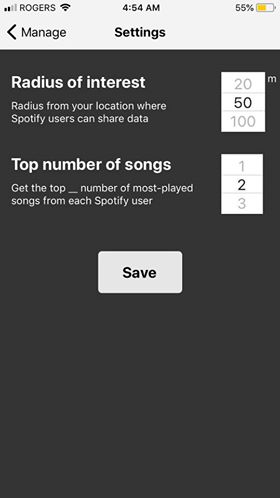 ROGERS 4:54 AM 55%
Manage Settings
Radius of interest
Radius from your location where
Spotify users can share data
20 m
50
100
Top number of songs
Get the top __ number of most-played
songs from each Spotify user
1
2
3
Save